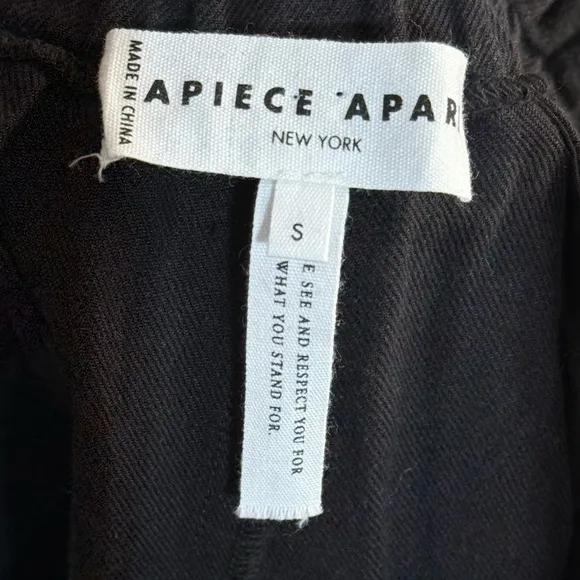 MADE IN CHINA
APIECE APAR
NEW YORK
S
E SEE AND RESPECT YOU FOR
WHAT YOU STAND FOR.